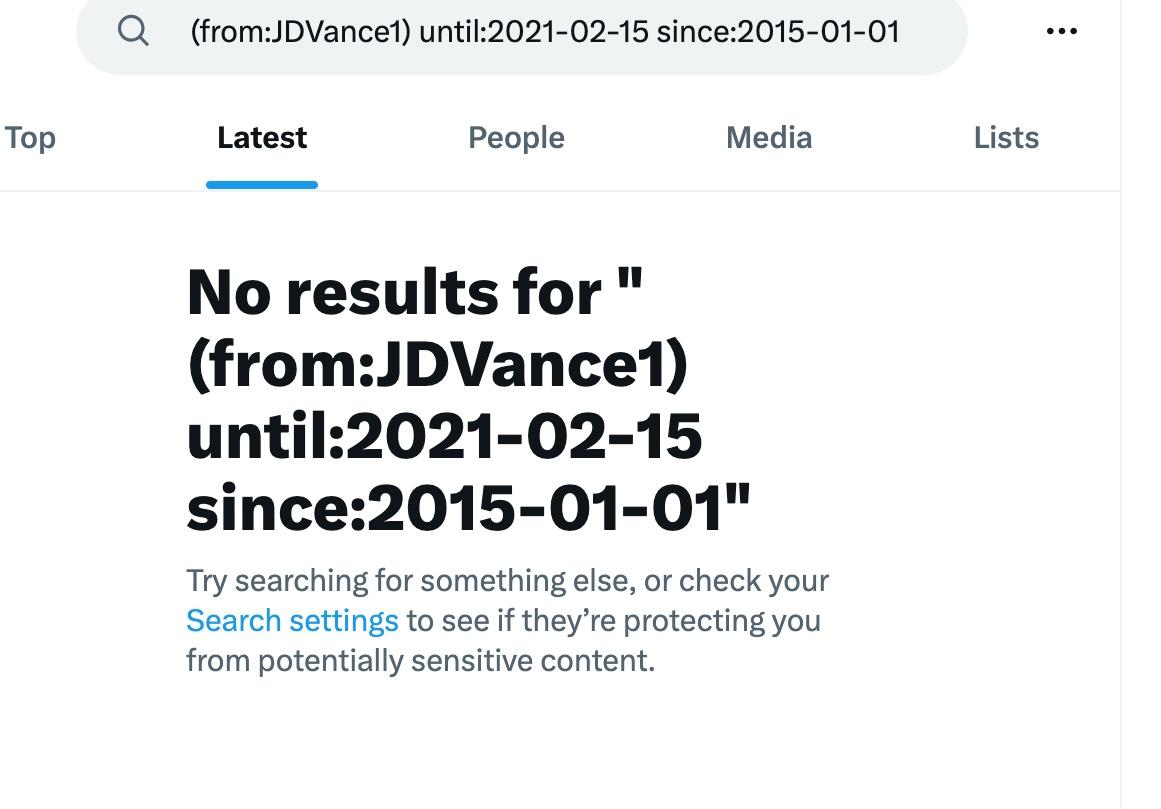 (from:JDVance1) until:2021-02-15 since:2015-01-01
Top Latest People Media Lists
No results for "
(from:JDVance1)
until:2021-02-15
since:2015-01-01"
Try searching for something else, or check your
Search settings to see if they’re protecting you
from potentially sensitive content.